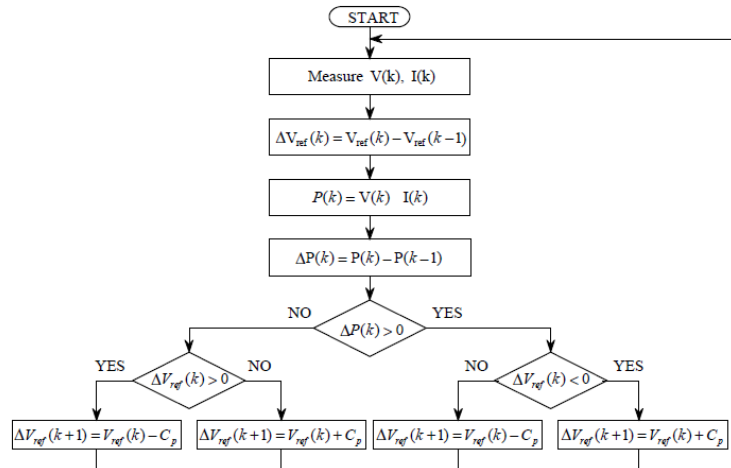 START
Measure V(k), I(k)
ΔV_ref(k) = V_ref(k) − V_ref(k−1)
P(k) = V(k) I(k)
ΔP(k) = P(k) − P(k−1)
NO
ΔP(k) > 0
YES
YES
ΔV_ref(k) > 0
NO
NO
ΔV_ref(k) < 0
YES
ΔV_ref(k+1) = V_ref(k) − C_p
ΔV_ref(k+1) = V_ref(k) + C_p
ΔV_ref(k+1) = V_ref(k) − C_p
ΔV_ref(k+1) = V_ref(k) + C_p